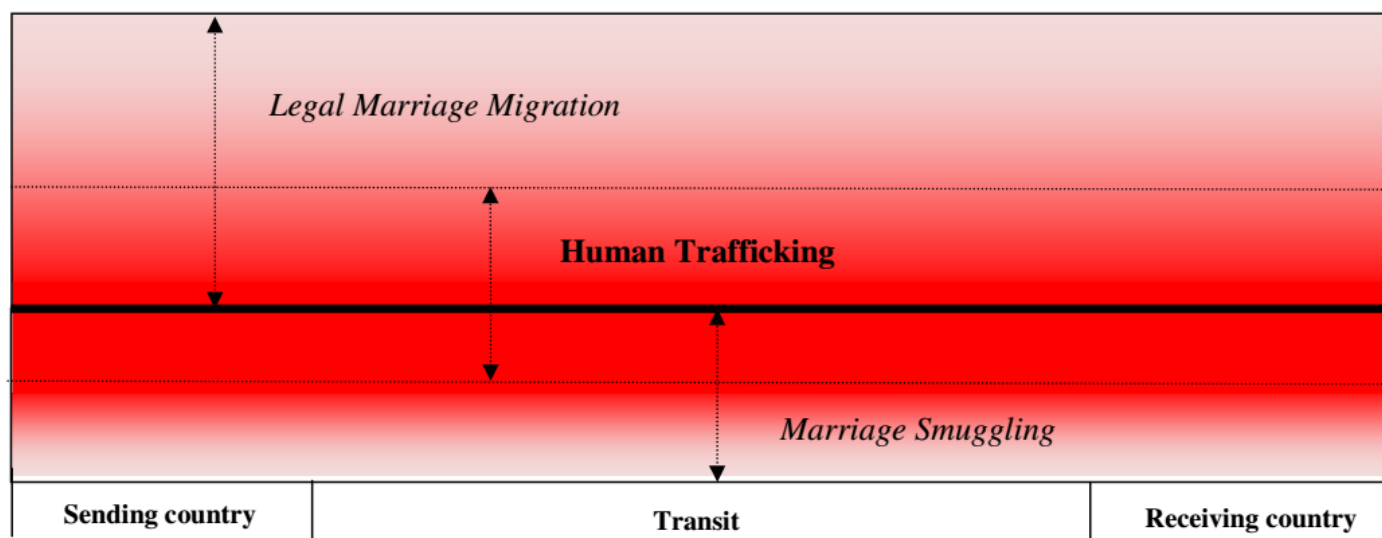 Legal Marriage Migration
Human Trafficking
Marriage Smuggling
Sending country
Transit
Receiving country